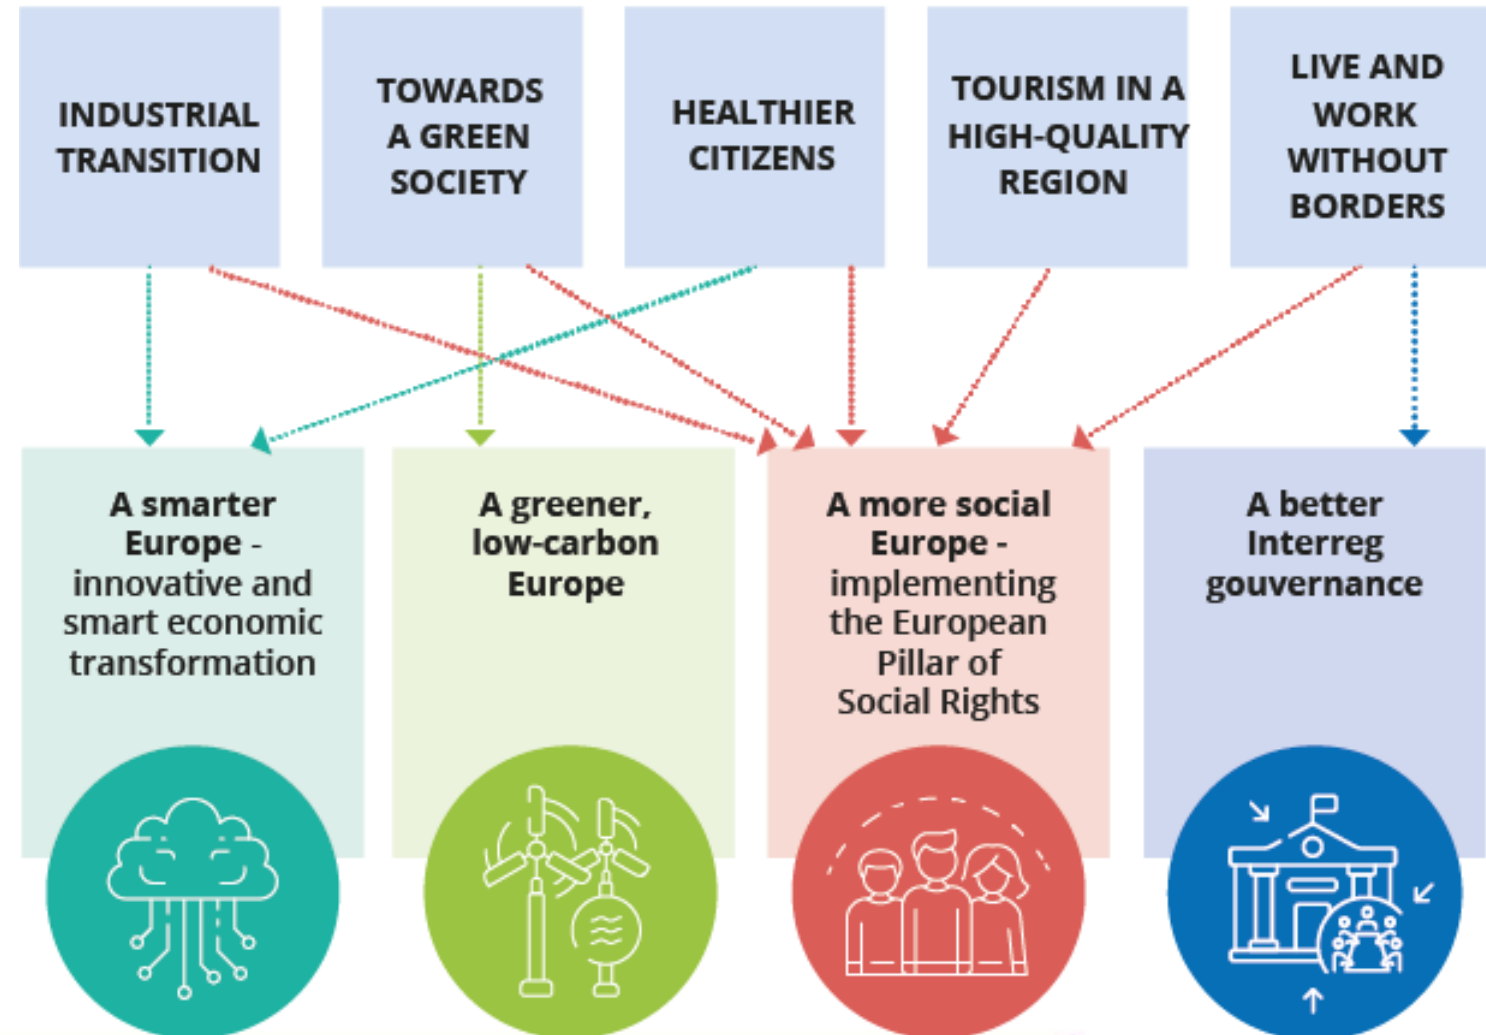 INDUSTRIAL
TRANSITION
TOWARDS
A GREEN
SOCIETY
HEALTHIER
CITIZENS
TOURISM IN A
HIGH-QUALITY
REGION
LIVE AND
WORK
WITHOUT
BORDERS
A smarter
Europe -
innovative and
smart economic
transformation
A greener,
low-carbon
Europe
A more social
Europe -
implementing
the European
Pillar of
Social Rights
A better
Interreg
gouvernance